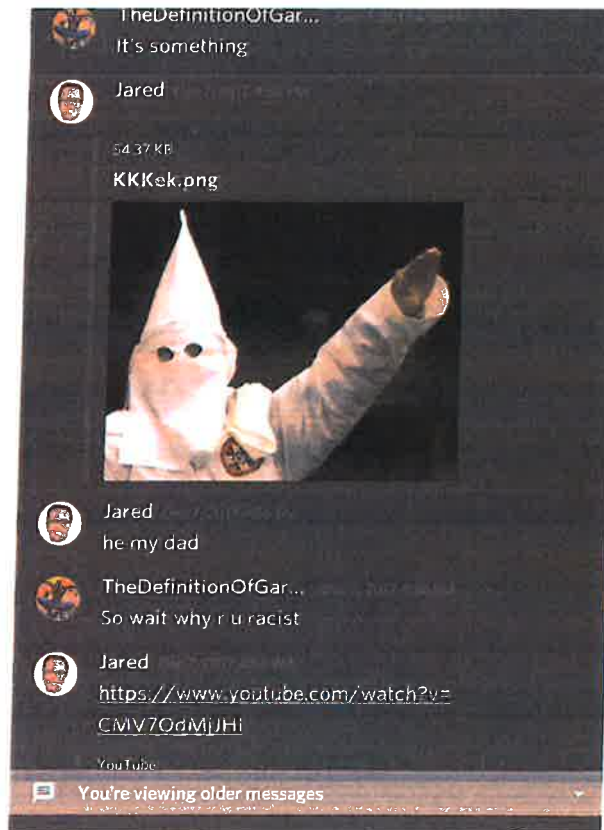 TheDefinitionOfGar...
It's something
Jared
54.37 KB
KKKek.png
Jared
he my dad
TheDefinitionOfGar...
So wait why r u racist
Jared
https://www.youtube.com/watch?v=
YouTube
You're viewing older messages